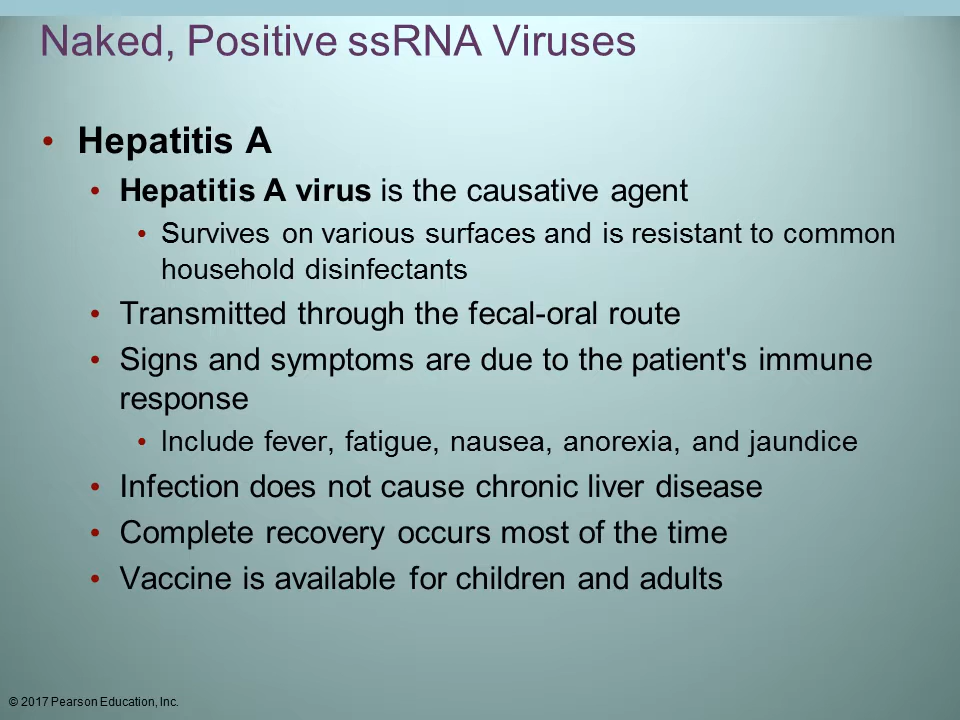 Naked, Positive ssRNA Viruses
• Hepatitis A
• Hepatitis A virus is the causative agent
• Survives on various surfaces and is resistant to common
household disinfectants
• Transmitted through the fecal-oral route
• Signs and symptoms are due to the patient's immune
response
• Include fever, fatigue, nausea, anorexia, and jaundice
• Infection does not cause chronic liver disease
• Complete recovery occurs most of the time
• Vaccine is available for children and adults
© 2017 Pearson Education, Inc.